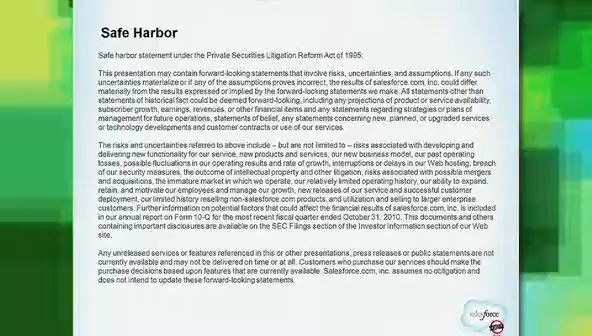 Safe Harbor
Safe harbor statement under the Private Securities Litigation Reform Act of 1995:
This presentation may contain forward-looking statements that involve risks, uncertainties, and assumptions. If any such
uncertainties materialize or if any of the assumptions proves incorrect, the results of salesforce.com, inc. could differ
materially from the results expressed or implied by the forward-looking statements we make. All statements other than
statements of historical fact could be deemed forward-looking, including any projections of product or service availability,
subscriber growth, earnings, revenues, or other financial items and any statements regarding strategies or plans of
management for future operations, statements of belief, any statements concerning new, planned, or upgraded services
or technology developments and customer contracts or use of our services.
The risks and uncertainties referred to above include – but are not limited to – risks associated with developing and
delivering new functionality for our service, new products and services, our new business model, our past operating
losses, possible fluctuations in our operating results and rate of growth, interruptions or delays in our Web hosting, breach
of our security measures, the outcome of intellectual property and other litigation, risks associated with possible mergers
and acquisitions, the immature market in which we operate, our relatively limited operating history, our ability to expand,
retain, and motivate our employees and manage our growth, new releases of our service and successful customer
deployment, our limited history reselling non-salesforce.com products, and utilization and selling to larger enterprise
customers. Further information on potential factors that could affect the financial results of salesforce.com, inc. is included
in our annual report on Form 10-Q for the most recent fiscal quarter ended October 31, 2010. This documents and others
containing important disclosures are available on the SEC Filings section of the Investor Information section of our Web
site.
Any unreleased services or features referenced in this or other presentations, press releases or public statements are not
currently available and may not be delivered on time or at all. Customers who purchase our services should make the
purchase decisions based upon features that are currently available. Salesforce.com, inc. assumes no obligation and
does not intend to update these forward-looking statements.
salesforce